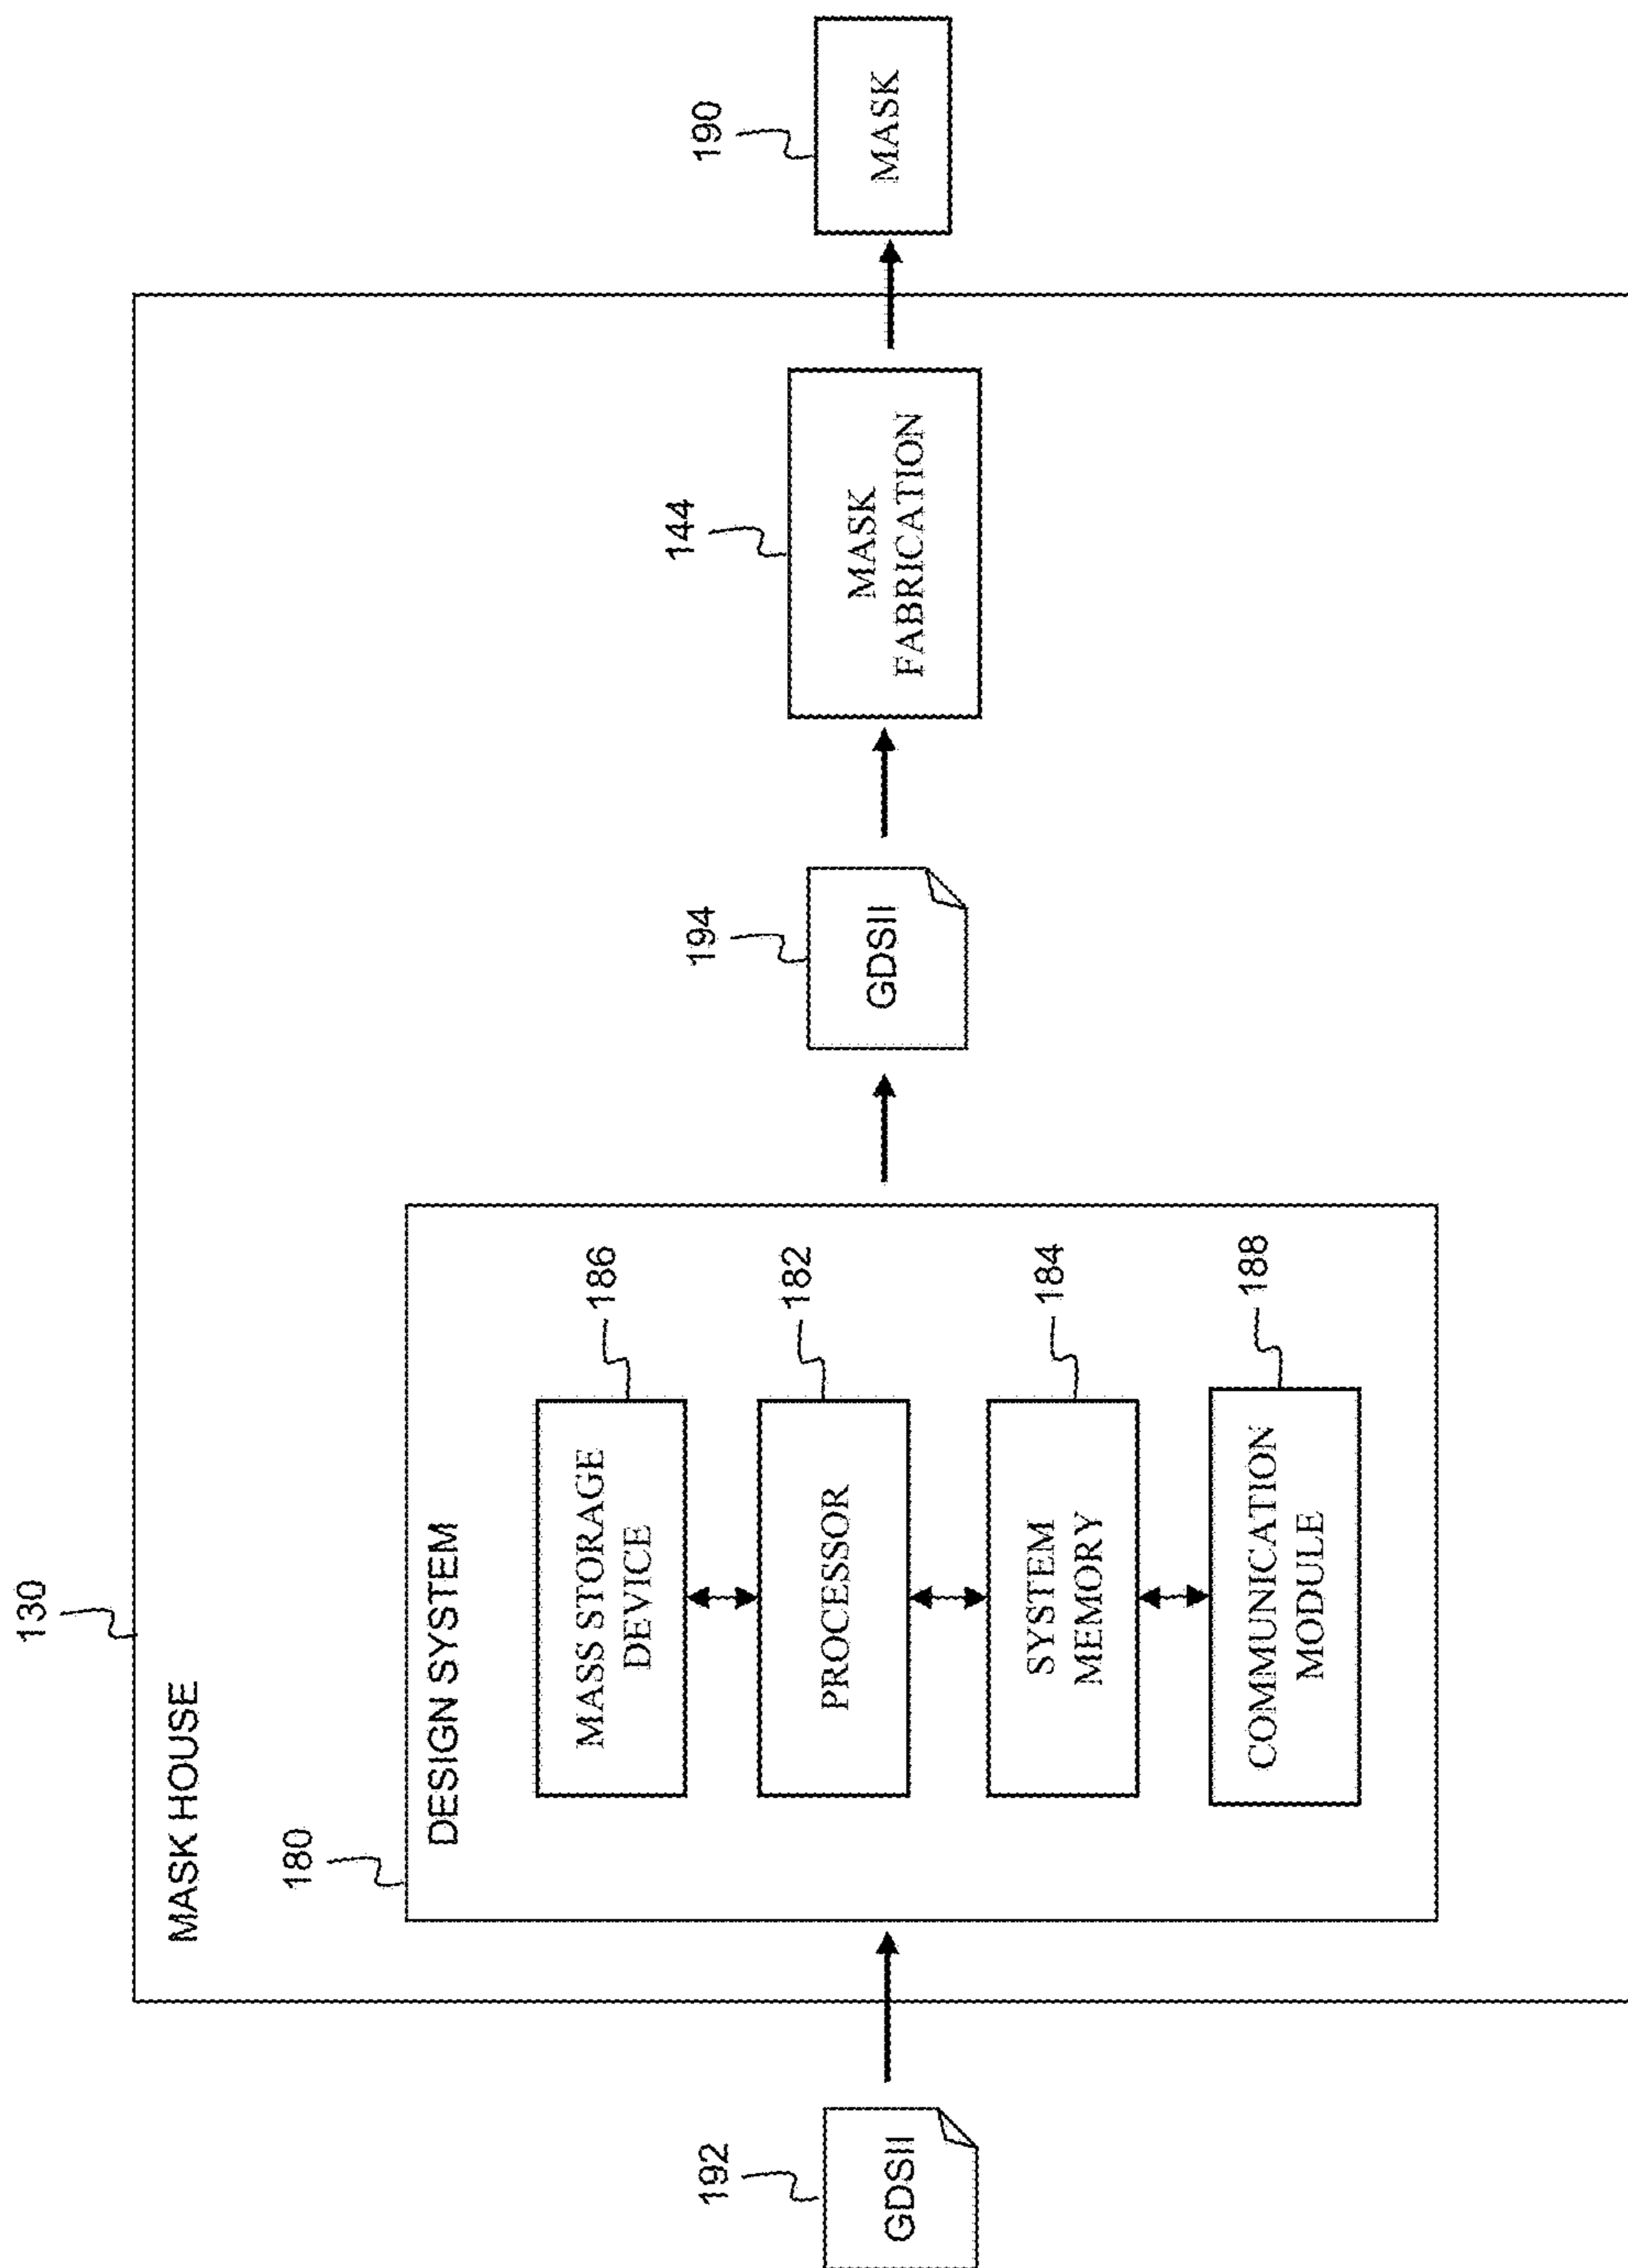 130
MASK HOUSE
180
DESIGN SYSTEM
MASS STORAGE
DEVICE
186
PROCESSOR
182
SYSTEM
MEMORY
184
COMMUNICATION
MODULE
188
192
GDSII
194
GDSII
144
MASK
FABRICATION
190
MASK